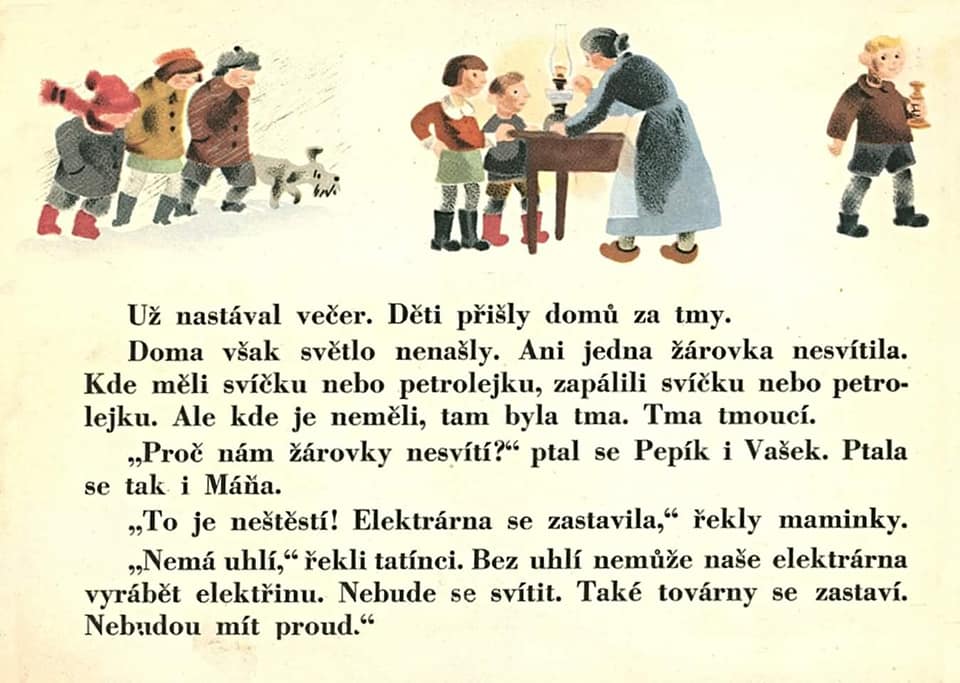 Už nastával večer. Děti přišly domů za tmy.
Doma však světlo nenašly. Ani jedna žárovka nesvítila.
Kde měli svíčku nebo petrolejku, zapálili svíčku nebo petro-
lejku. Ale kde je neměli, tam byla tma. Tma tmoucí.
„Proč nám žárovky nesvítí?“ ptal se Pepík i Vašek. Ptala
se tak i Máňa.
„To je neštěstí! Elektrárna se zastavila,“ řekly maminky.
„Nemá uhlí,“ řekli tatínci. Bez uhlí nemůže naše elektrárna
vyrábět elektřinu. Nebude se svítit. Také továrny se zastaví.
Nebudou mít proud.“